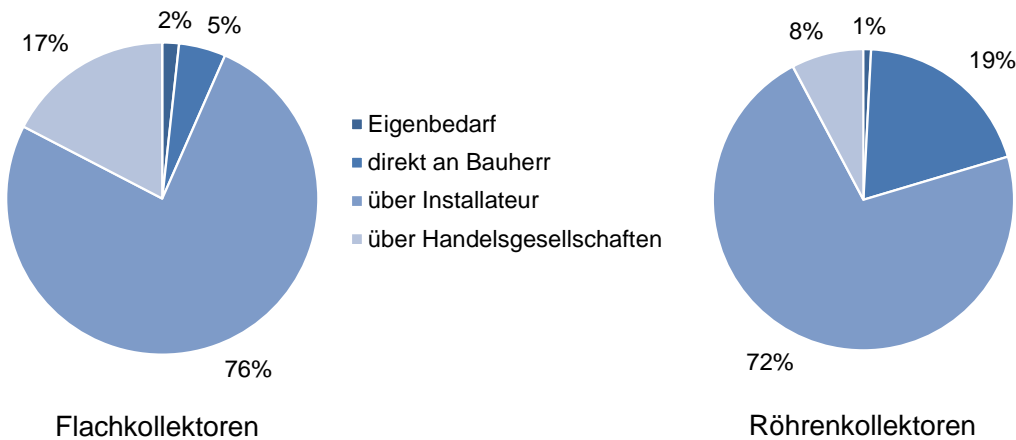 2%
5%
17%
76%
Flachkollektoren
Eigenbedarf
direkt an Bauherr
über Installateur
über Handelsgesellschaften
1%
8%
19%
72%
Röhrenkollektoren